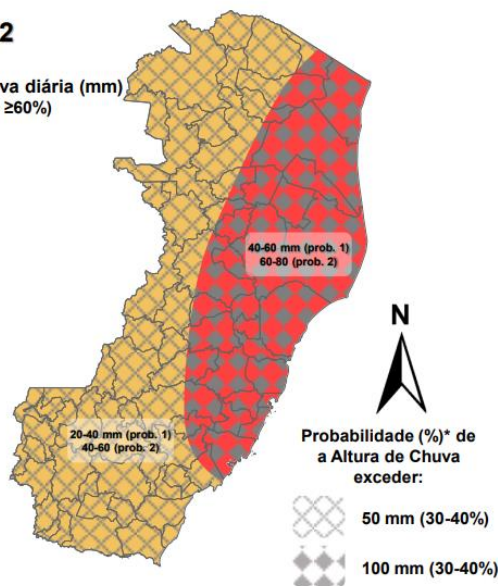 2
va diária (mm)
≥60%)
40-60 mm (prob. 1)
60-80 (prob. 2)
20-40 mm (prob. 1)
40-60 (prob. 2)
N
Probabilidade (%)* de
a Altura de Chuva
exceder:
50 mm (30-40%)
100 mm (30-40%)